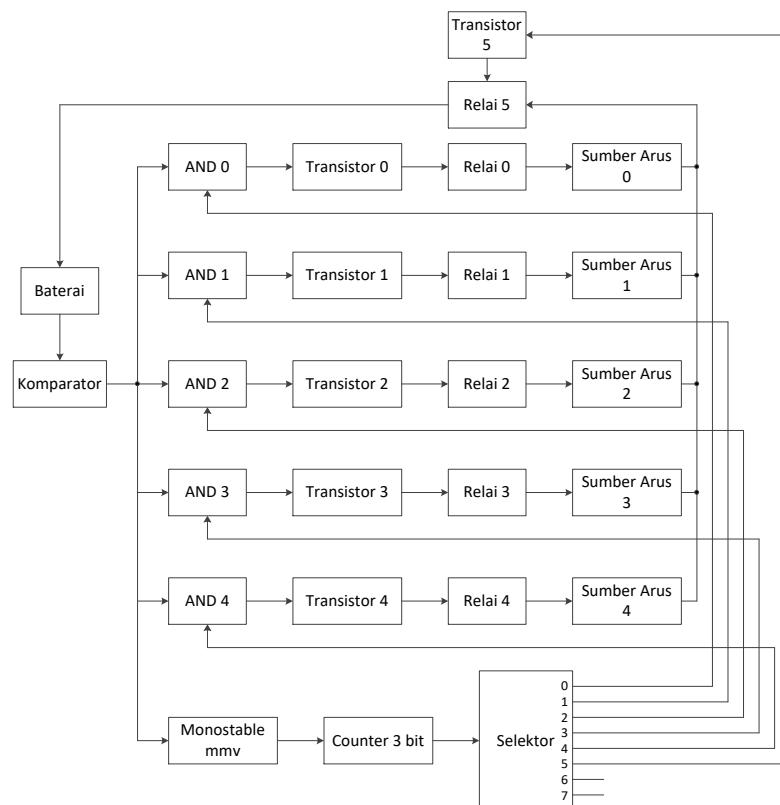 Transistor
5
Relai 5
AND 0
Transistor 0
Relai 0
Sumber Arus
0
AND 1
Transistor 1
Relai 1
Sumber Arus
1
Baterai
Komparator
AND 2
Transistor 2
Relai 2
Sumber Arus
2
AND 3
Transistor 3
Relai 3
Sumber Arus
3
AND 4
Transistor 4
Relai 4
Sumber Arus
4
Monostable
mmv
Counter 3 bit
Selektor
0
1
2
3
4
5
6
7